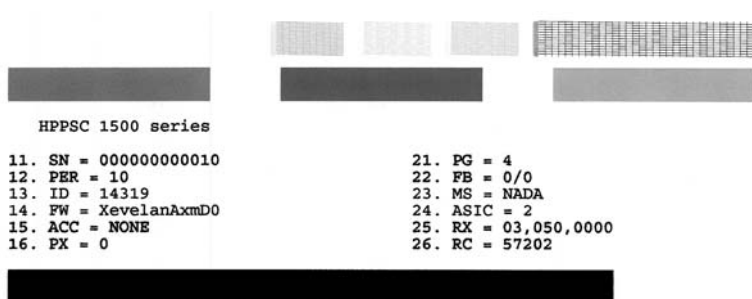 HPPSC 1500 series
11. SN = 000000000010
12. PER = 10
13. ID = 14319
14. FW = XevelanAxmD0
15. ACC = NONE
16. PX = 0
21. PG = 4
22. FB = 0/0
23. MS = NADA
24. ASIC = 2
25. RX = 03,050,0000
26. RC = 57202